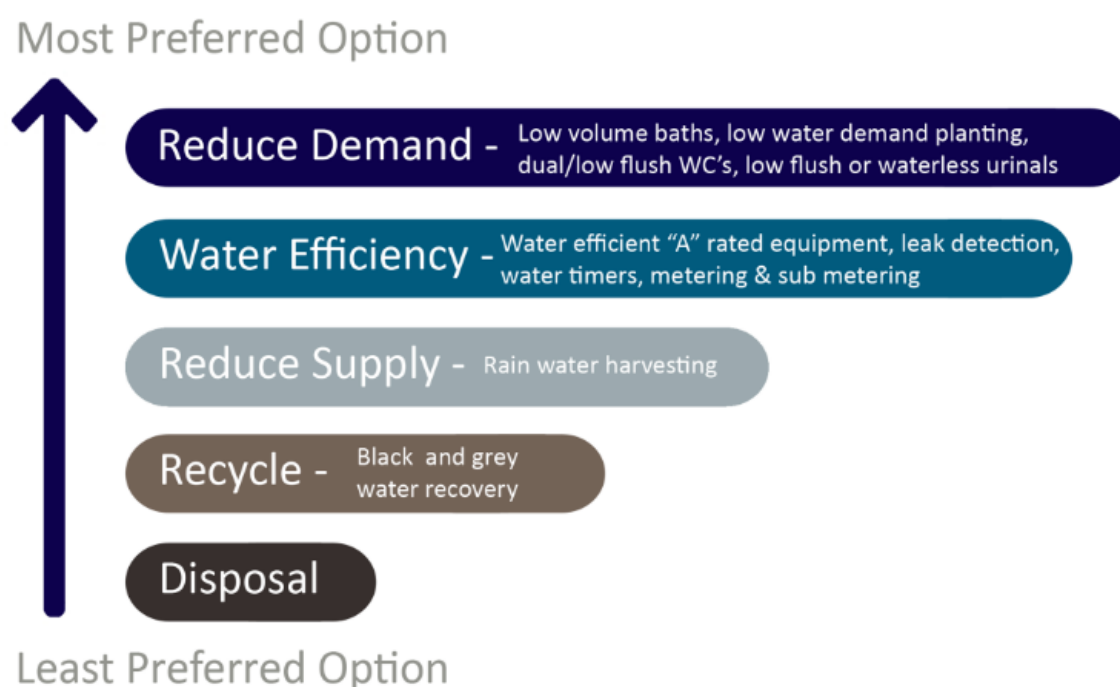 Most Preferred Option
Reduce Demand - Low volume baths, low water demand planting,
dual/low flush WC's, low flush or waterless urinals
Water Efficiency - Water efficient “A” rated equipment, leak detection,
water timers, metering & sub metering
Reduce Supply - Rain water harvesting
Recycle - Black and grey
water recovery
Disposal
Least Preferred Option